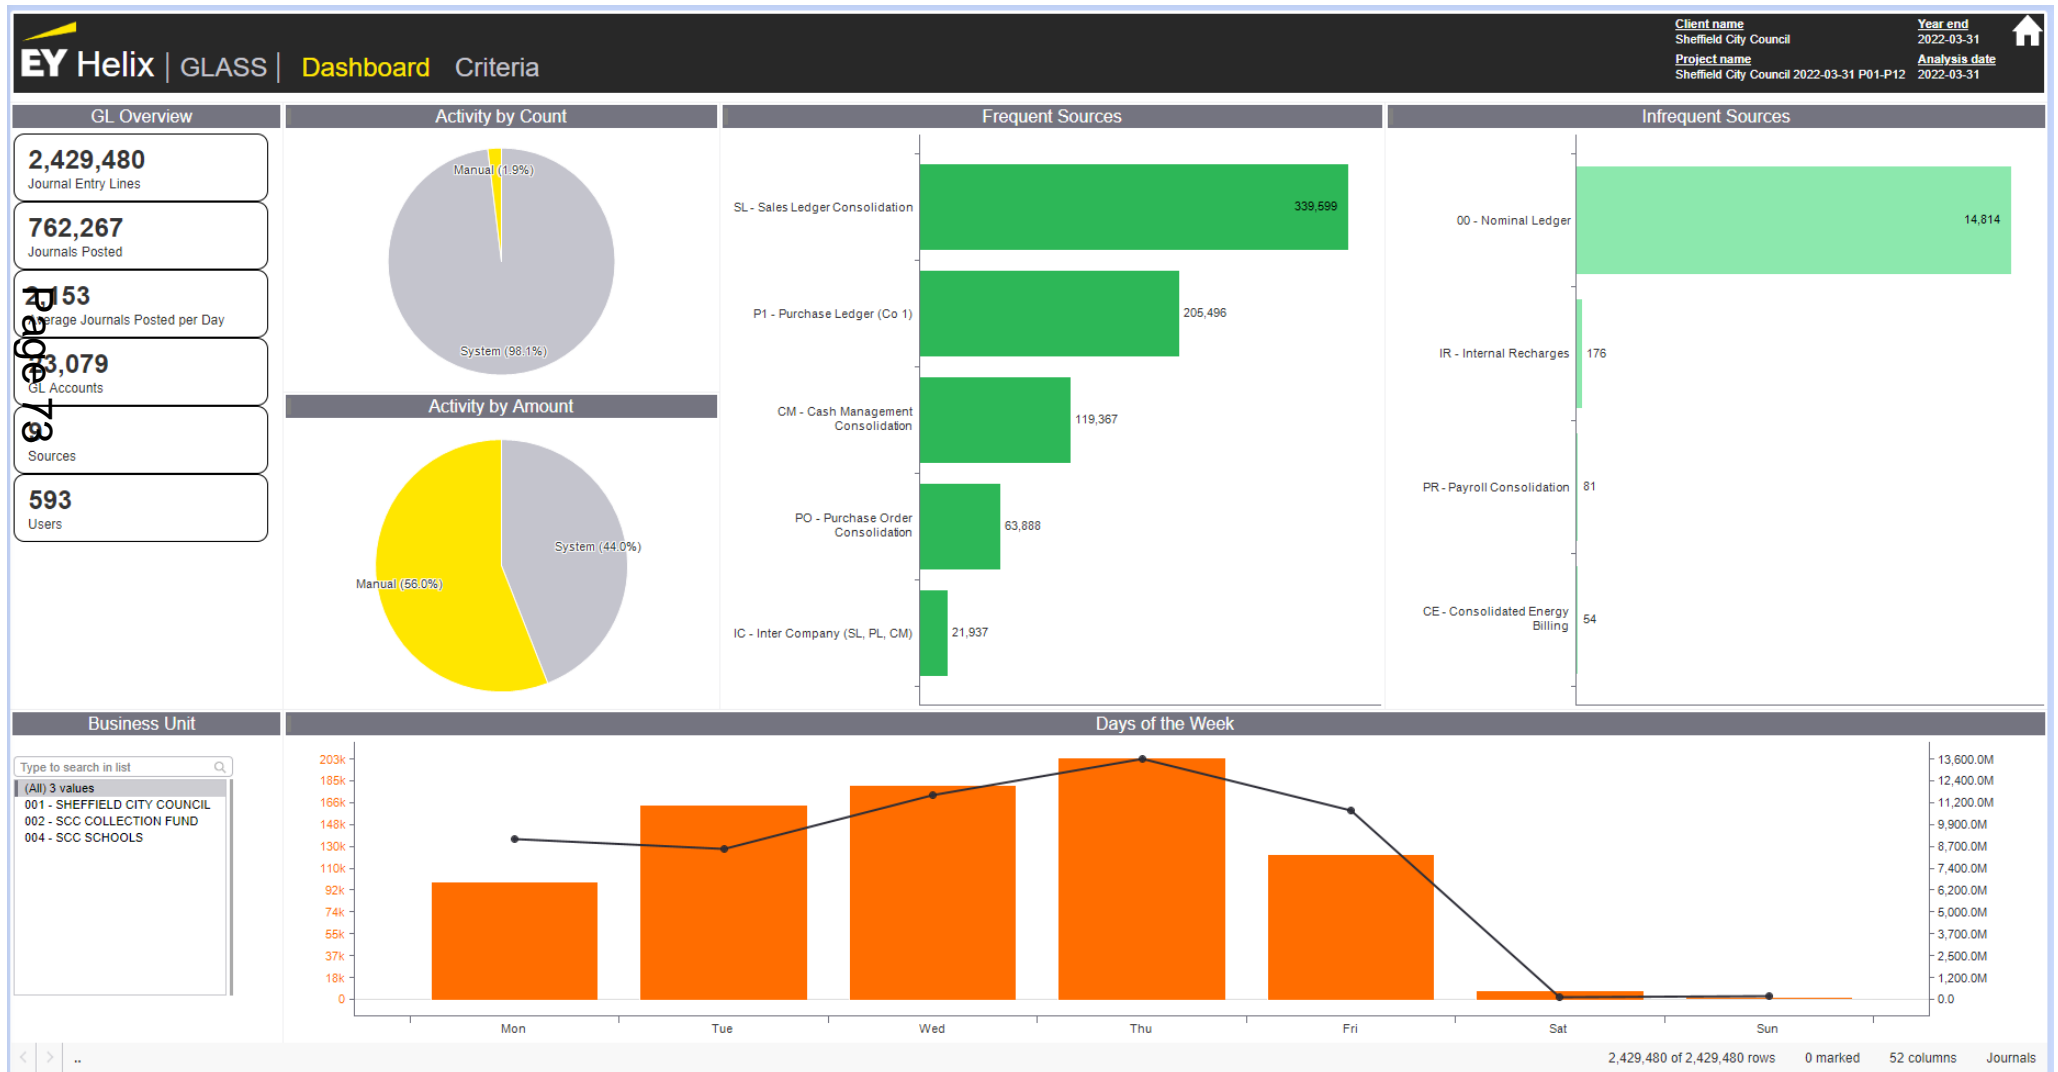 EY Helix | GLASS | Dashboard Criteria
Client name
Sheffield City Council
Project name
Sheffield City Council 2022-03-31 P01-P12
Year end
2022-03-31
Analysis date
2022-03-31
GL Overview
2,429,480
Journal Entry Lines
762,267
Journals Posted
2,153
Average Journals Posted per Day
23,079
GL Accounts
9
Sources
593
Users
Page 73
Activity by Count
Manual (1.9%)
System (98.1%)
Activity by Amount
System (44.0%)
Manual (56.0%)
Frequent Sources
SL - Sales Ledger Consolidation
339,599
P1 - Purchase Ledger (Co 1)
205,496
CM - Cash Management
Consolidation
119,367
PO - Purchase Order
Consolidation
63,888
IC - Inter Company (SL, PL, CM)
21,937
Infrequent Sources
00 - Nominal Ledger
14,814
IR - Internal Recharges
176
PR - Payroll Consolidation
81
CE - Consolidated Energy
Billing
54
Business Unit
Type to search in list
(All) 3 values
001 - SHEFFIELD CITY COUNCIL
002 - SCC COLLECTION FUND
004 - SCC SCHOOLS
Days of the Week
203k
185k
166k
148k
130k
110k
92k
74k
55k
37k
18k
0
13,600.0M
12,400.0M
11,200.0M
9,900.0M
8,700.0M
7,400.0M
6,200.0M
5,000.0M
3,700.0M
2,500.0M
1,200.0M
0.0
Mon Tue Wed Thu Fri Sat Sun
..
2,429,480 of 2,429,480 rows 0 marked 52 columns Journals